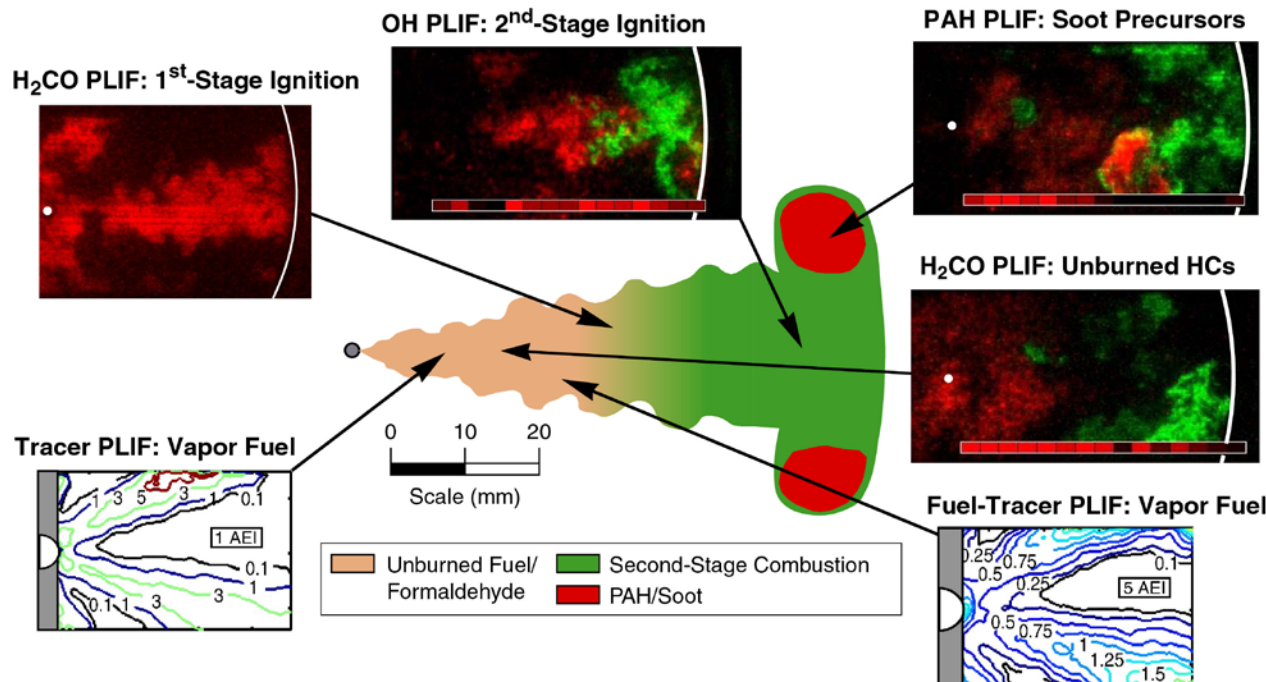 OH PLIF: 2nd-Stage Ignition
PAH PLIF: Soot Precursors
H2CO PLIF: 1st-Stage Ignition
H2CO PLIF: Unburned HCs
0 10 20
Scale (mm)
Tracer PLIF: Vapor Fuel
1 3 5 3 1 0.1
1 AEI
0.1
1
0.1 1 3 3
Unburned Fuel/
Formaldehyde
Second-Stage Combustion
PAH/Soot
Fuel-Tracer PLIF: Vapor Fuel
0.25 0.75 0.1
0.5 0.25
5 AEI
0.5
0.75
1
1.25
1.5